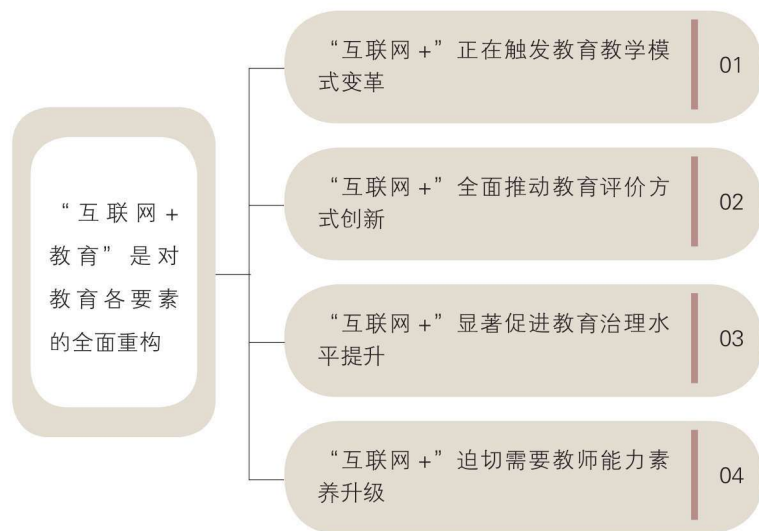 “互联网+
教育”是对
教育各要素
的全面重构
“互联网+”正在触发教育教学模
式变革
01
“互联网+”全面推动教育评价方
式创新
02
“互联网+”显著促进教育治理水
平提升
03
“互联网+”迫切需要教师能力素
养升级
04